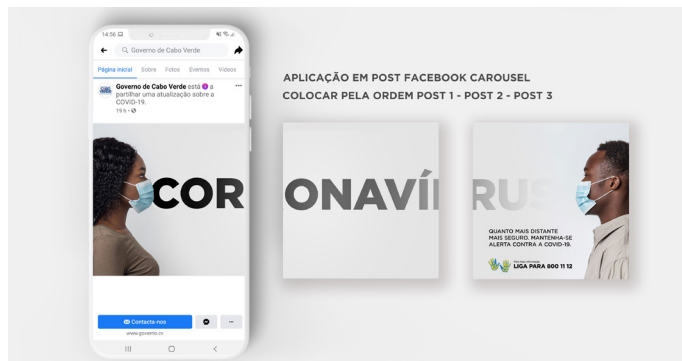 14:56
Governo de Cabo Verde
Página inicial Sobre Fotos Eventos Vídeos
Governo de Cabo Verde está a
partilhar uma atualização sobre a
COVID-19.
19 h
COR
Contacta-nos
www.governo.cv
APLICAÇÃO EM POST FACEBOOK CAROUSEL
COLOCAR PELA ORDEM POST 1 - POST 2 - POST 3
ONAVÍ
RUS
QUANTO MAIS DISTANTE
MAIS SEGURO. MANTENHA-SE
ALERTA CONTRA A COVID-19.
LIGA PARA 800 11 12